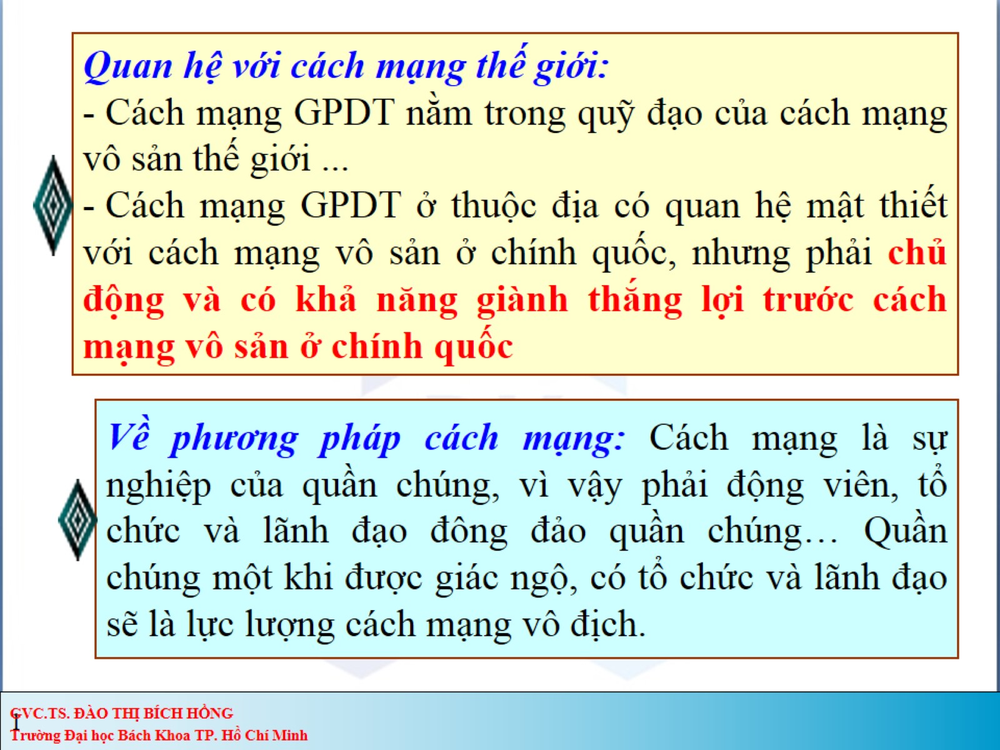 Quan hệ với cách mạng thế giới:
- Cách mạng GPDT nằm trong quỹ đạo của cách mạng
vô sản thế giới ...
- Cách mạng GPDT ở thuộc địa có quan hệ mật thiết
với cách mạng vô sản ở chính quốc, nhưng phải chủ
động và có khả năng giành thắng lợi trước cách
mạng vô sản ở chính quốc
Về phương pháp cách mạng: Cách mạng là sự
nghiệp của quần chúng, vì vậy phải động viên, tổ
chức và lãnh đạo đông đảo quần chúng… Quần
chúng một khi được giác ngộ, có tổ chức và lãnh đạo
sẽ là lực lượng cách mạng vô địch.
GVC.TS. ĐÀO THỊ BÍCH HỒNG
1
Trường Đại học Bách Khoa TP. Hồ Chí Minh